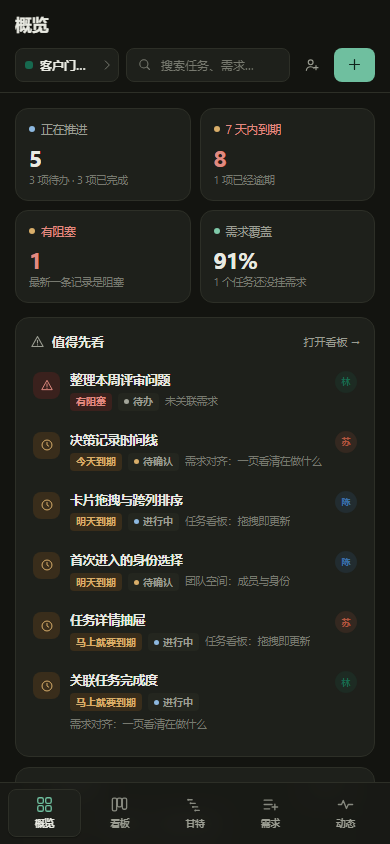 概览
客户门...
搜索任务、需求...
正在推进
5
3 项待办 · 3 项已完成
7 天内到期
8
1 项已经逾期
有阻塞
1
最新一条记录是阻塞
需求覆盖
91%
1 个任务还没挂需求
值得先看
打开看板 →
整理本周评审问题
林
有阻塞 待办 未关联需求
决策记录时间线
苏
今天到期 待确认 需求对齐：一页看清在做什么
卡片拖拽与跨列排序
陈
明天到期 进行中 任务看板：拖拽即更新
首次进入的身份选择
陈
明天到期 待确认 团队空间：成员与身份
任务详情抽屉
苏
马上就要到期 进行中 任务看板：拖拽即更新
关联任务完成度
林
马上就要到期 进行中
需求对齐：一页看清在做什么
概览 看板 甘特 需求 动态